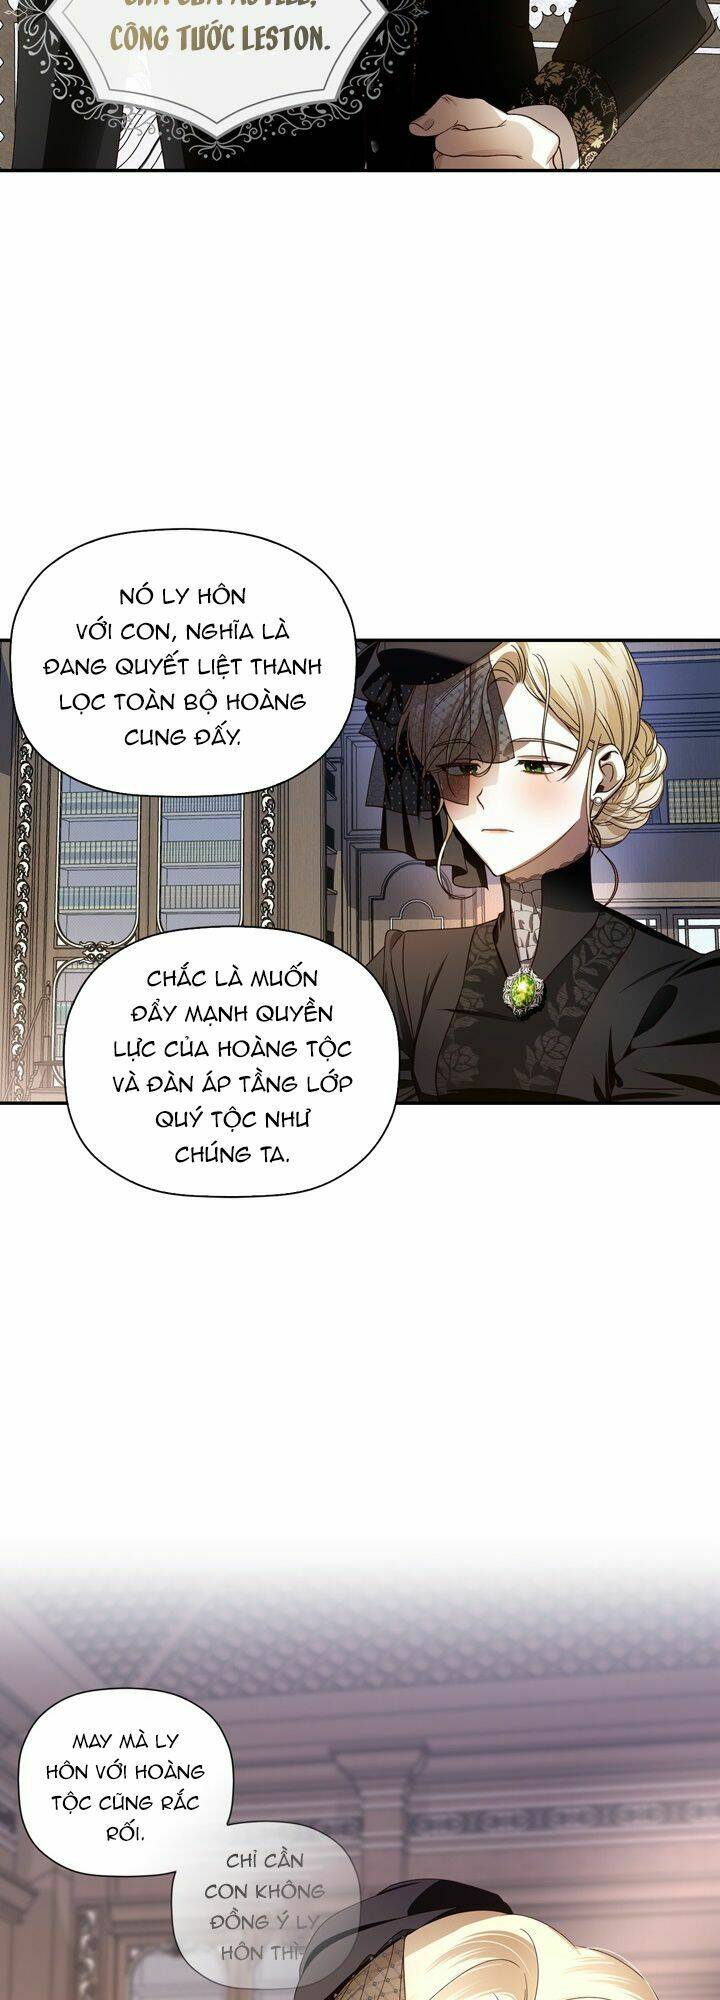 CÔNG TƯỚC LESTON.
NÓ LY HÔN
VỚI CON, NGHĨA LÀ
ĐANG QUYẾT LIỆT THANH
LỌC TOÀN BỘ HOÀNG
CUNG ĐẤY.
CHẮC LÀ MUỐN
ĐẨY MẠNH QUYỀN
LỰC CỦA HOÀNG TỘC
VÀ ĐÀN ÁP TẦNG LỚP
QUÝ TỘC NHƯ
CHÚNG TA.
MAY MÀ LY
HÔN VỚI HOÀNG
TỘC CŨNG RẮC
RỐI.
CHỈ CẦN
CON KHÔNG
ĐỒNG Ý LY
HÔN THÌ...